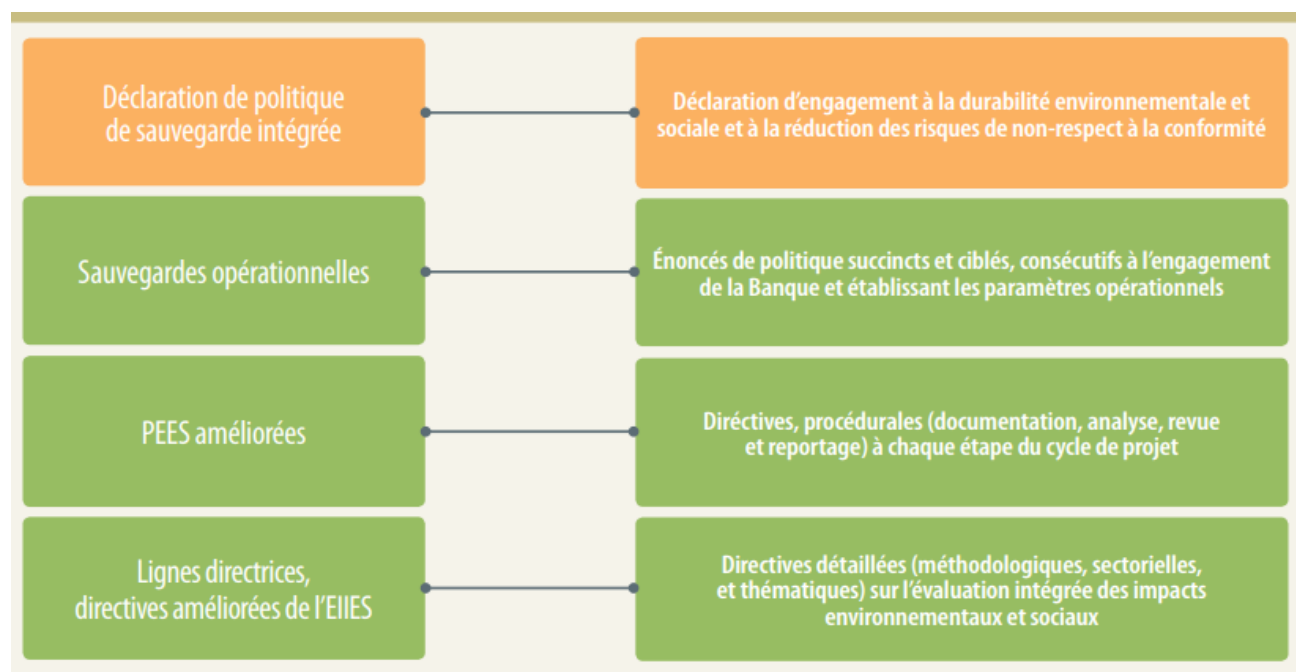 Déclaration de politique
de sauvegarde intégrée
Déclaration d'engagement à la durabilité environnementale et
sociale et à la réduction des risques de non-respect à la conformité
Sauvegardes opérationnelles
Énoncés de politique succincts et ciblés, consécutifs à l'engagement
de la Banque et établissant les paramètres opérationnels
PEES améliorées
Diréctives, procédurales (documentation, analyse, revue
et reportage) à chaque étape du cycle de projet
Lignes directrices,
directives améliorées de l'EIIES
Directives détaillées (méthodologiques, sectorielles,
et thématiques) sur l'évaluation intégrée des impacts
environnementaux et sociaux